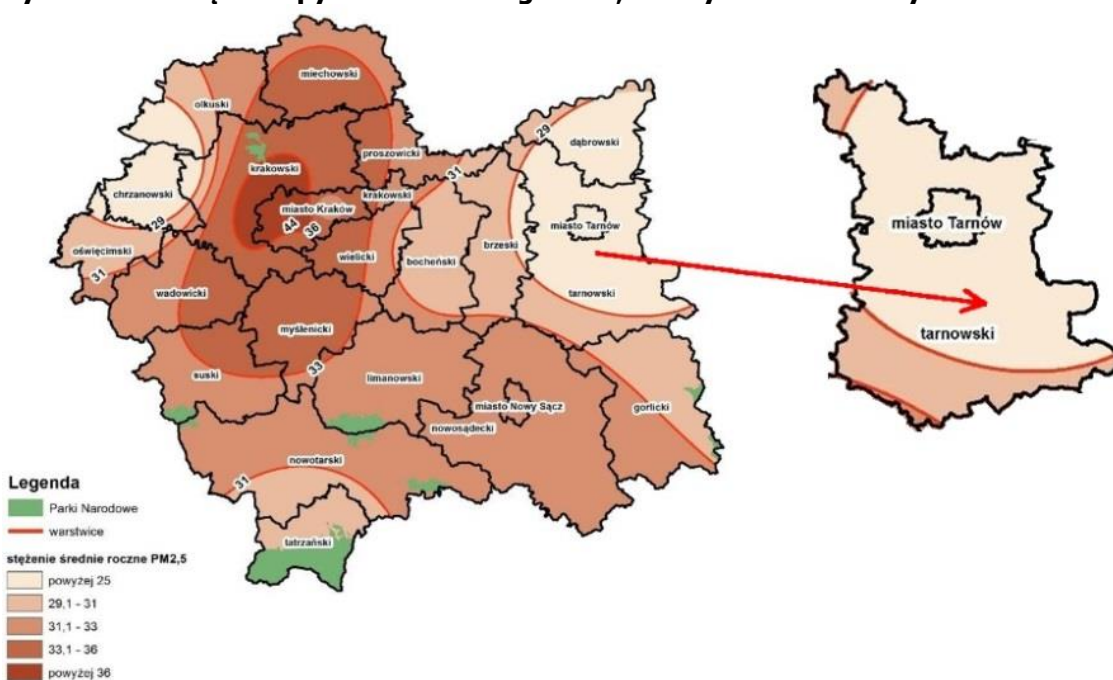 miechowski
olkuski
29
dąbrowski
krakowski
proszowicki
31
chrzanowski
krakowski
miasto Kraków
44
36
miasto Tarnów
29
oświęcimski
wielicki
bocheński
brzeski
31
wadowicki
tarnowski
myślenicki
33
suski
limanowski
miasto Nowy Sącz
gorlicki
nowosądecki
nowotarski
31
tatrzański
miasto Tarnów
tarnowski
Legenda
Parki Narodowe
warstwice
stężenie średnie roczne PM2,5
powyżej 25
29,1 - 31
31,1 - 33
33,1 - 36
powyżej 36